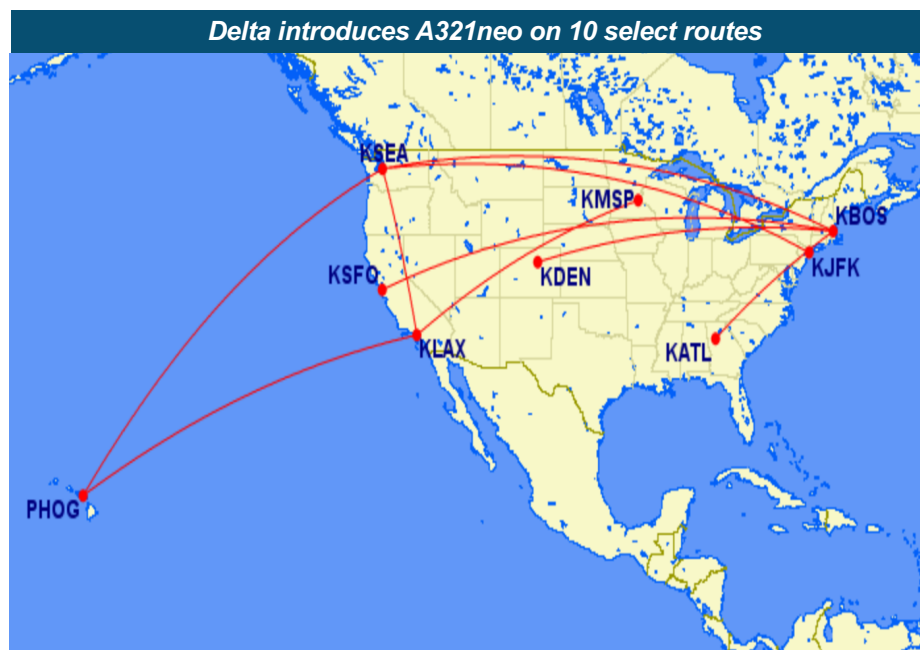 Delta introduces A321neo on 10 select routes
KSEA
KMSP
KBOS
KJFK
KSFO
KDEN
KLAX
KATL
PHOG